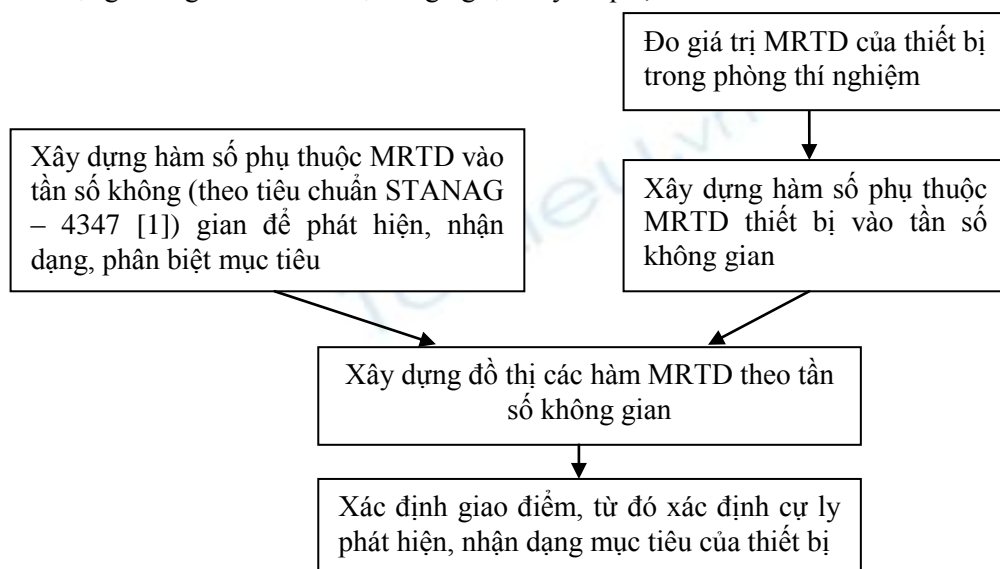 Đo giá trị MRTD của thiết bị
trong phòng thí nghiệm
Xây dựng hàm số phụ thuộc MRTD vào
tần số không (theo tiêu chuẩn STANAG
– 4347 [1]) gian để phát hiện, nhận
dạng, phân biệt mục tiêu
Xây dựng hàm số phụ thuộc
MRTD thiết bị vào tần số
không gian
Xây dựng đồ thị các hàm MRTD theo tần
số không gian
Xác định giao điểm, từ đó xác định cự ly
phát hiện, nhận dạng mục tiêu của thiết bị